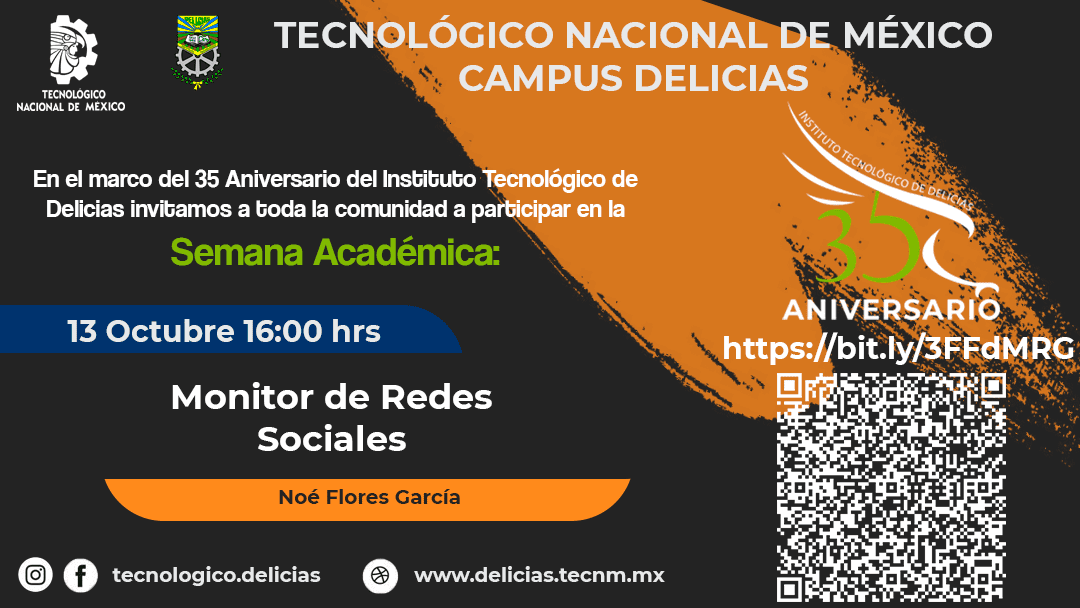 TECNOLÓGICO
NACIONAL DE MÉXICO
TECNOLÓGICO NACIONAL DE MÉXICO
CAMPUS DELICIAS
INSTITUTO TECNOLÓGICO DE DELICIAS
35
ANIVERSARIO
En el marco del 35 Aniversario del Instituto Tecnológico de
Delicias invitamos a toda la comunidad a participar en la
Semana Académica:
13 Octubre 16:00 hrs
https://bit.ly/3FFdMRG
Monitor de Redes
Sociales
Noé Flores García
tecnologico.delicias
www.delicias.tecnm.mx